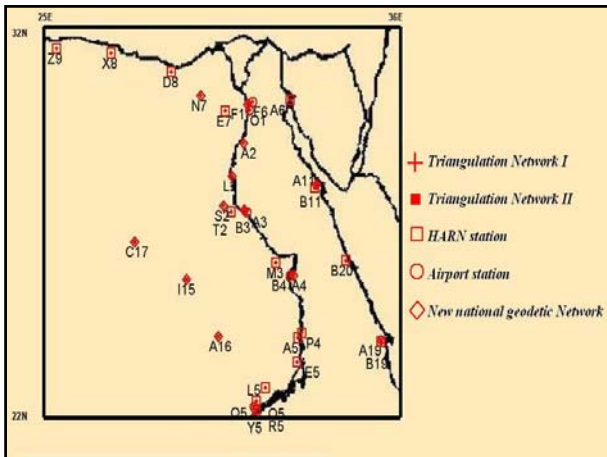 25E
36E
32N
Z9
X8
D8
N7
E7
F1
E6
O1
A6
A2
L1
A11
B11
S2
T2
B3
A3
C17
M3
B20
I15
B4
A4
A16
A5
P4
E5
A19
B19
L5
O5
Q5
Y5
R5
22N
Triangulation Network I
Triangulation Network II
HARN station
Airport station
New national geodetic Network